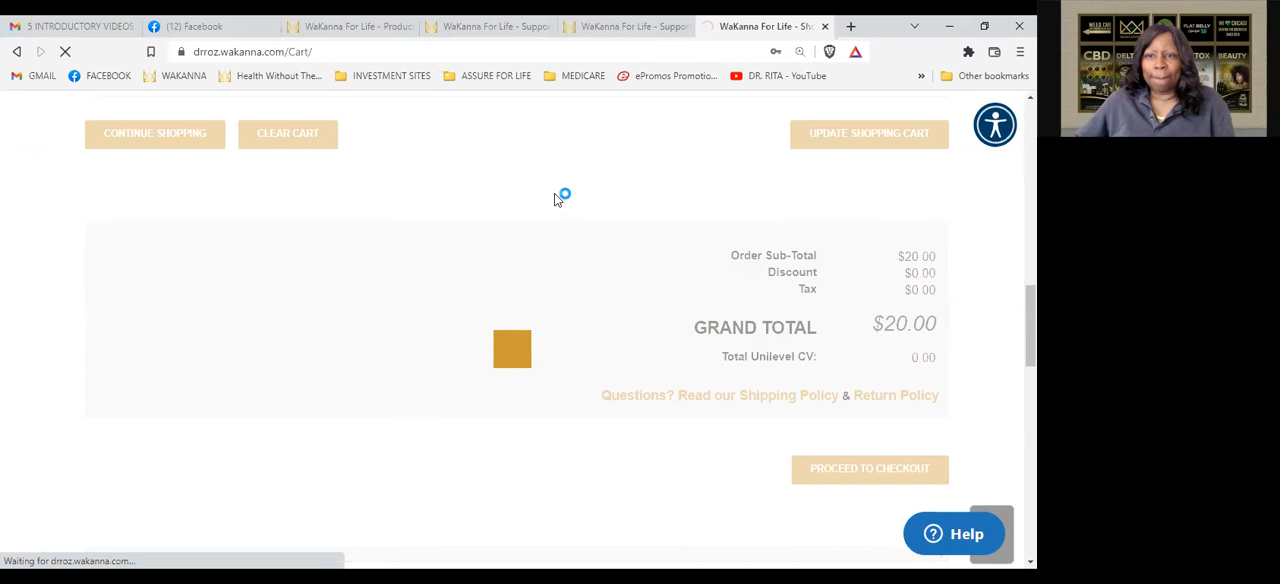 5 INTRODUCTORY VIDEOS
(12) Facebook
WaKanna For Life - Produc
WaKanna For Life - Suppo
WaKanna For Life - Suppo
WaKanna For Life - Sho
drroz.wakanna.com/Cart/
GMAIL
FACEBOOK
WAKANNA
Health Without The...
INVESTMENT SITES
ASSURE FOR LIFE
MEDICARE
ePromos Promotio...
DR. RITA - YouTube
»
Other bookmarks
CONTINUE SHOPPING
CLEAR CART
UPDATE SHOPPING CART
Order Sub-Total $20.00
Discount $0.00
Tax $0.00
GRAND TOTAL $20.00
Total Unilevel CV: 0.00
Questions? Read our Shipping Policy & Return Policy
PROCEED TO CHECKOUT
Help
Waiting for drroz.wakanna.com...
CBD
BEAUTY